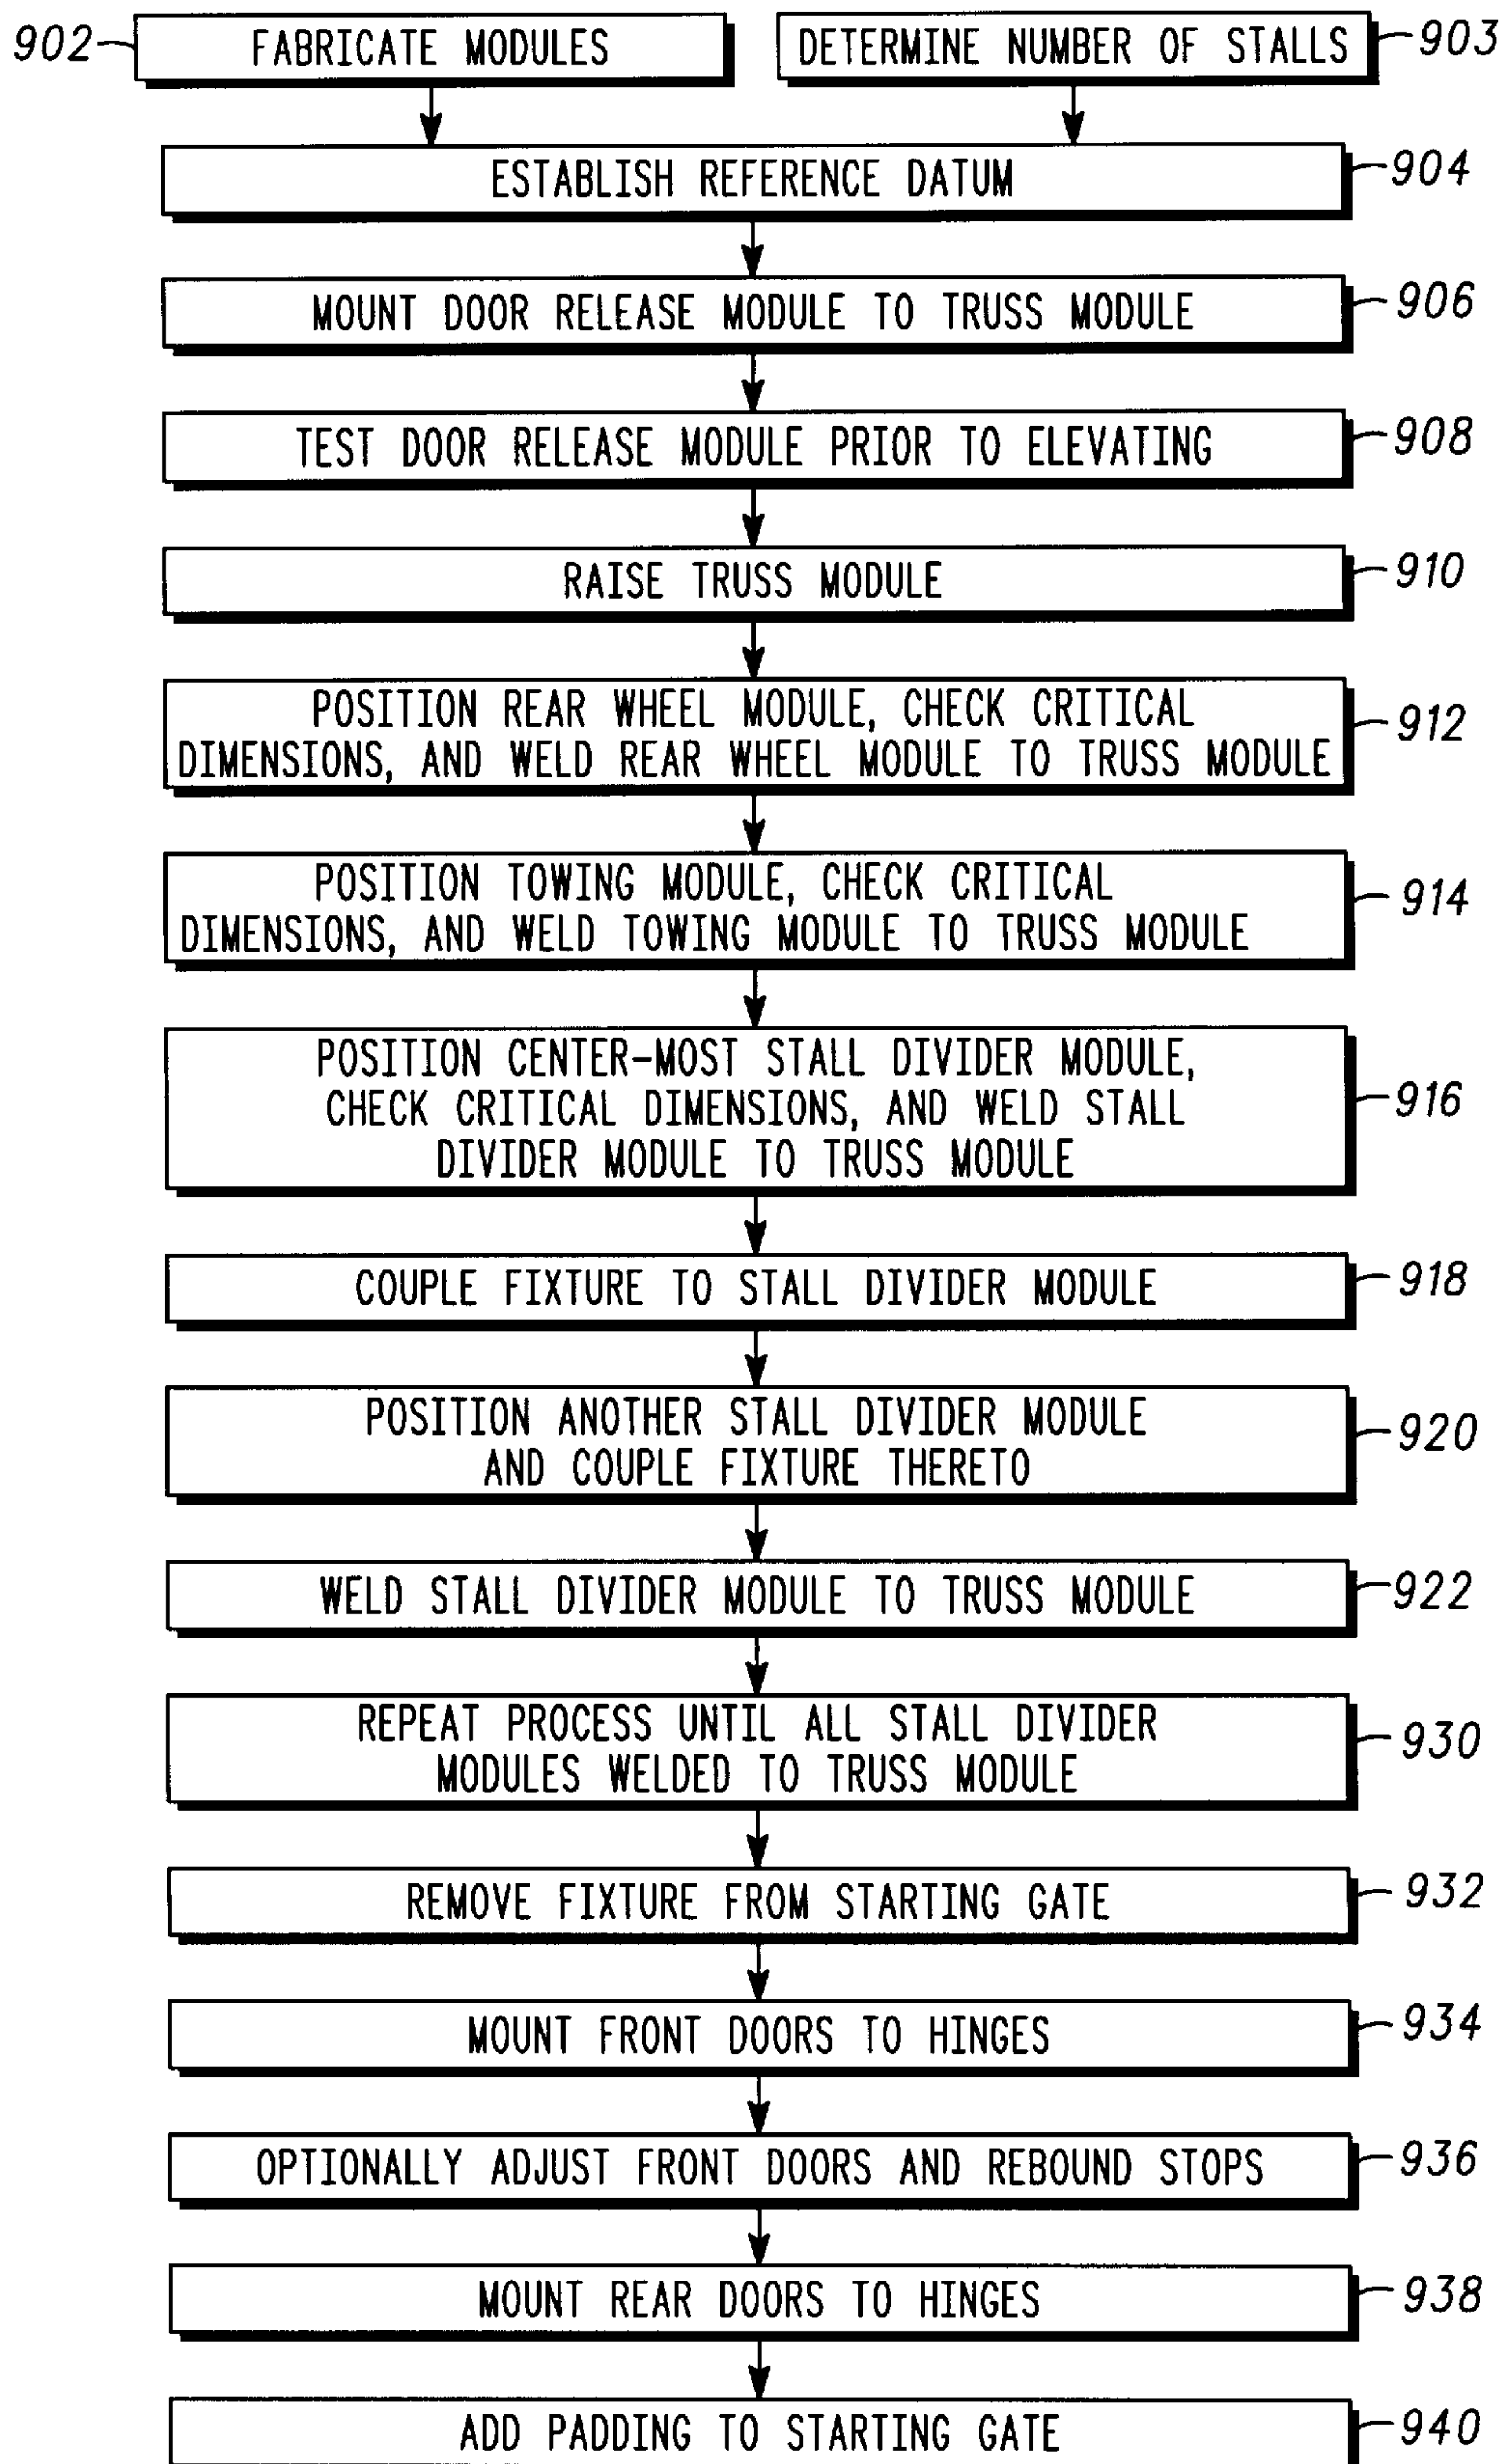 902
FABRICATE MODULES
DETERMINE NUMBER OF STALLS
903
ESTABLISH REFERENCE DATUM
904
MOUNT DOOR RELEASE MODULE TO TRUSS MODULE
906
TEST DOOR RELEASE MODULE PRIOR TO ELEVATING
908
RAISE TRUSS MODULE
910
POSITION REAR WHEEL MODULE, CHECK CRITICAL
DIMENSIONS, AND WELD REAR WHEEL MODULE TO TRUSS MODULE
912
POSITION TOWING MODULE, CHECK CRITICAL
DIMENSIONS, AND WELD TOWING MODULE TO TRUSS MODULE
914
POSITION CENTER-MOST STALL DIVIDER MODULE,
CHECK CRITICAL DIMENSIONS, AND WELD STALL
DIVIDER MODULE TO TRUSS MODULE
916
COUPLE FIXTURE TO STALL DIVIDER MODULE
918
POSITION ANOTHER STALL DIVIDER MODULE
AND COUPLE FIXTURE THERETO
920
WELD STALL DIVIDER MODULE TO TRUSS MODULE
922
REPEAT PROCESS UNTIL ALL STALL DIVIDER
MODULES WELDED TO TRUSS MODULE
930
REMOVE FIXTURE FROM STARTING GATE
932
MOUNT FRONT DOORS TO HINGES
934
OPTIONALLY ADJUST FRONT DOORS AND REBOUND STOPS
936
MOUNT REAR DOORS TO HINGES
938
ADD PADDING TO STARTING GATE
940